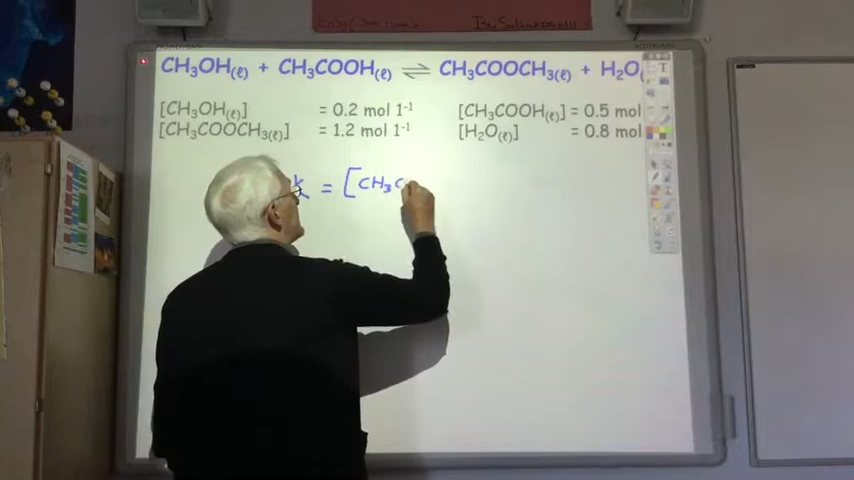 CH₃OH(ℓ) + CH₃COOH(ℓ) ⇌ CH₃COOCH₃(ℓ) + H₂O(
[CH₃OH(ℓ)] = 0.2 mol l⁻¹ [CH₃COOH(ℓ)] = 0.5 mol
[CH₃COOCH₃(ℓ)] = 1.2 mol l⁻¹ [H₂O(ℓ)] = 0.8 mol
k = [CH₃C